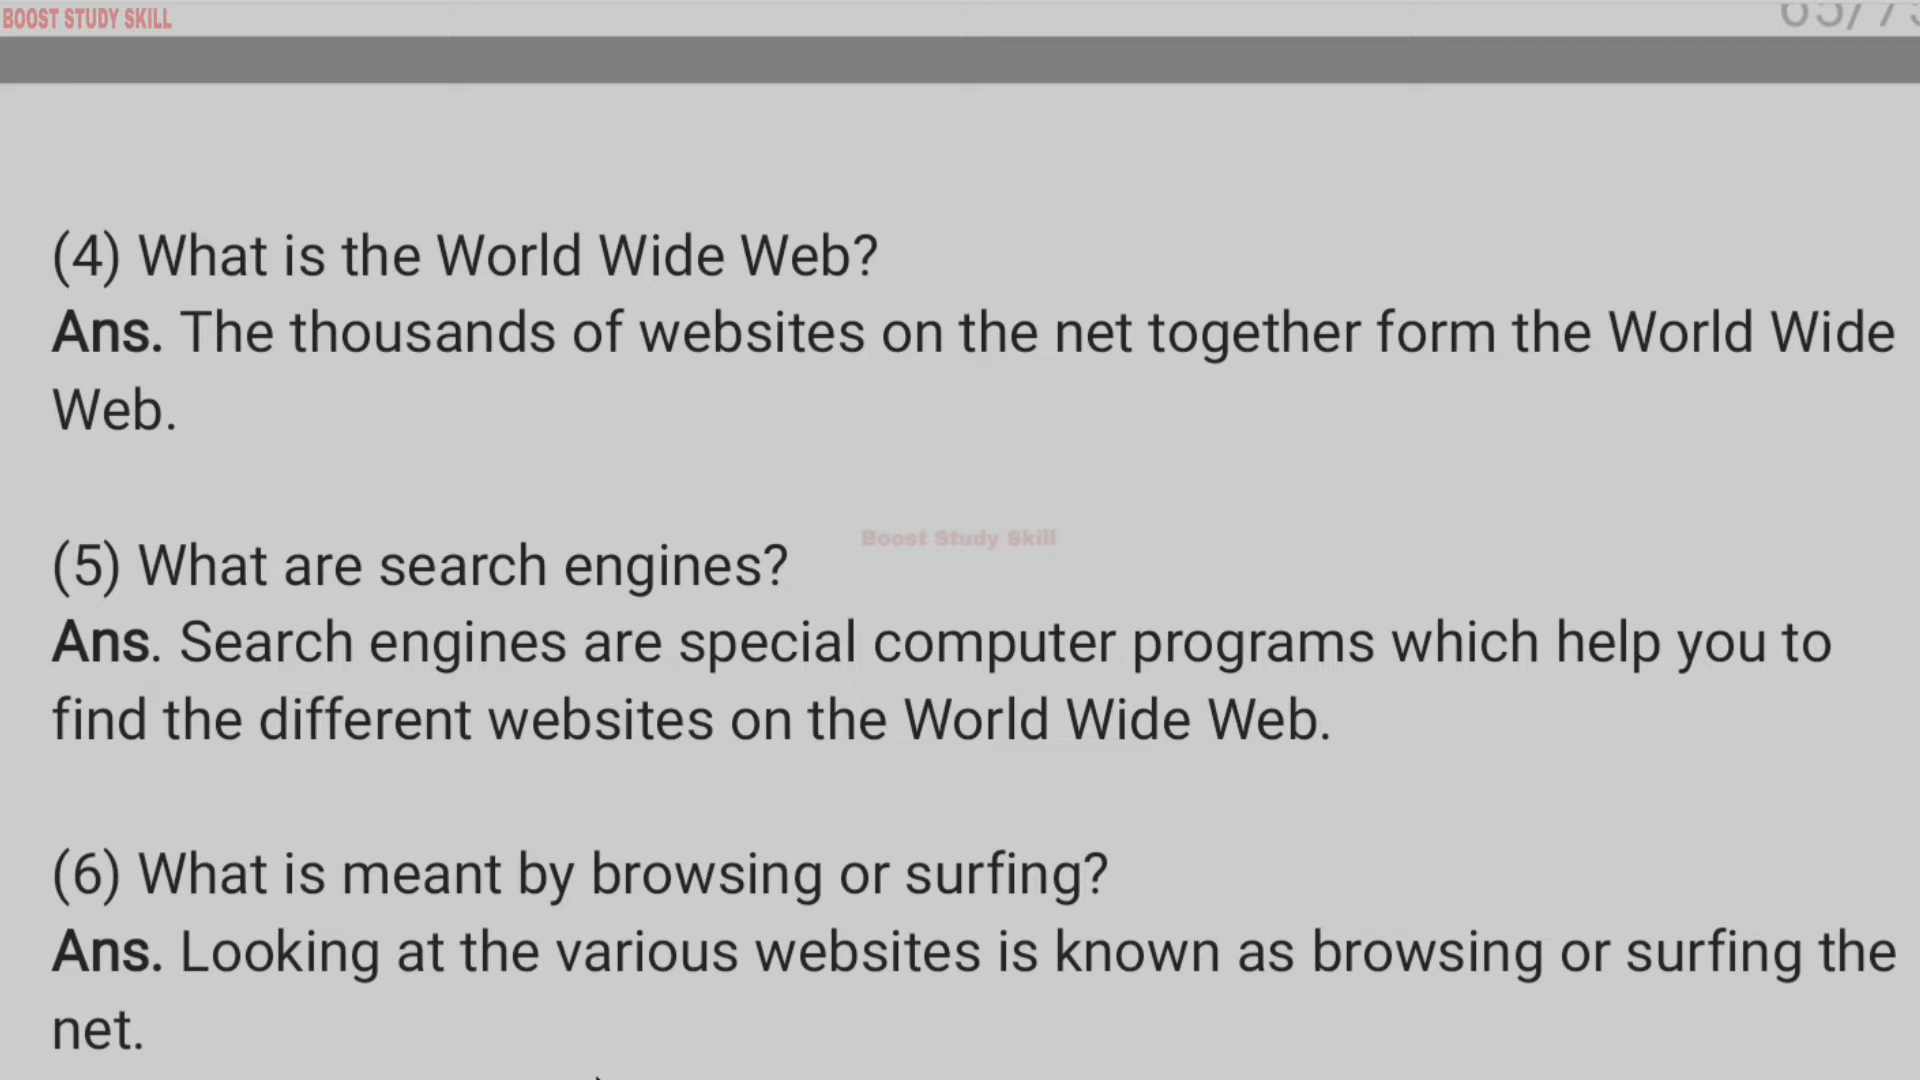 BOOST STUDY SKILL
(4) What is the World Wide Web?
Ans. The thousands of websites on the net together form the World Wide
Web.
Boost Study Skill
(5) What are search engines?
Ans. Search engines are special computer programs which help you to
find the different websites on the World Wide Web.
(6) What is meant by browsing or surfing?
Ans. Looking at the various websites is known as browsing or surfing the
net.